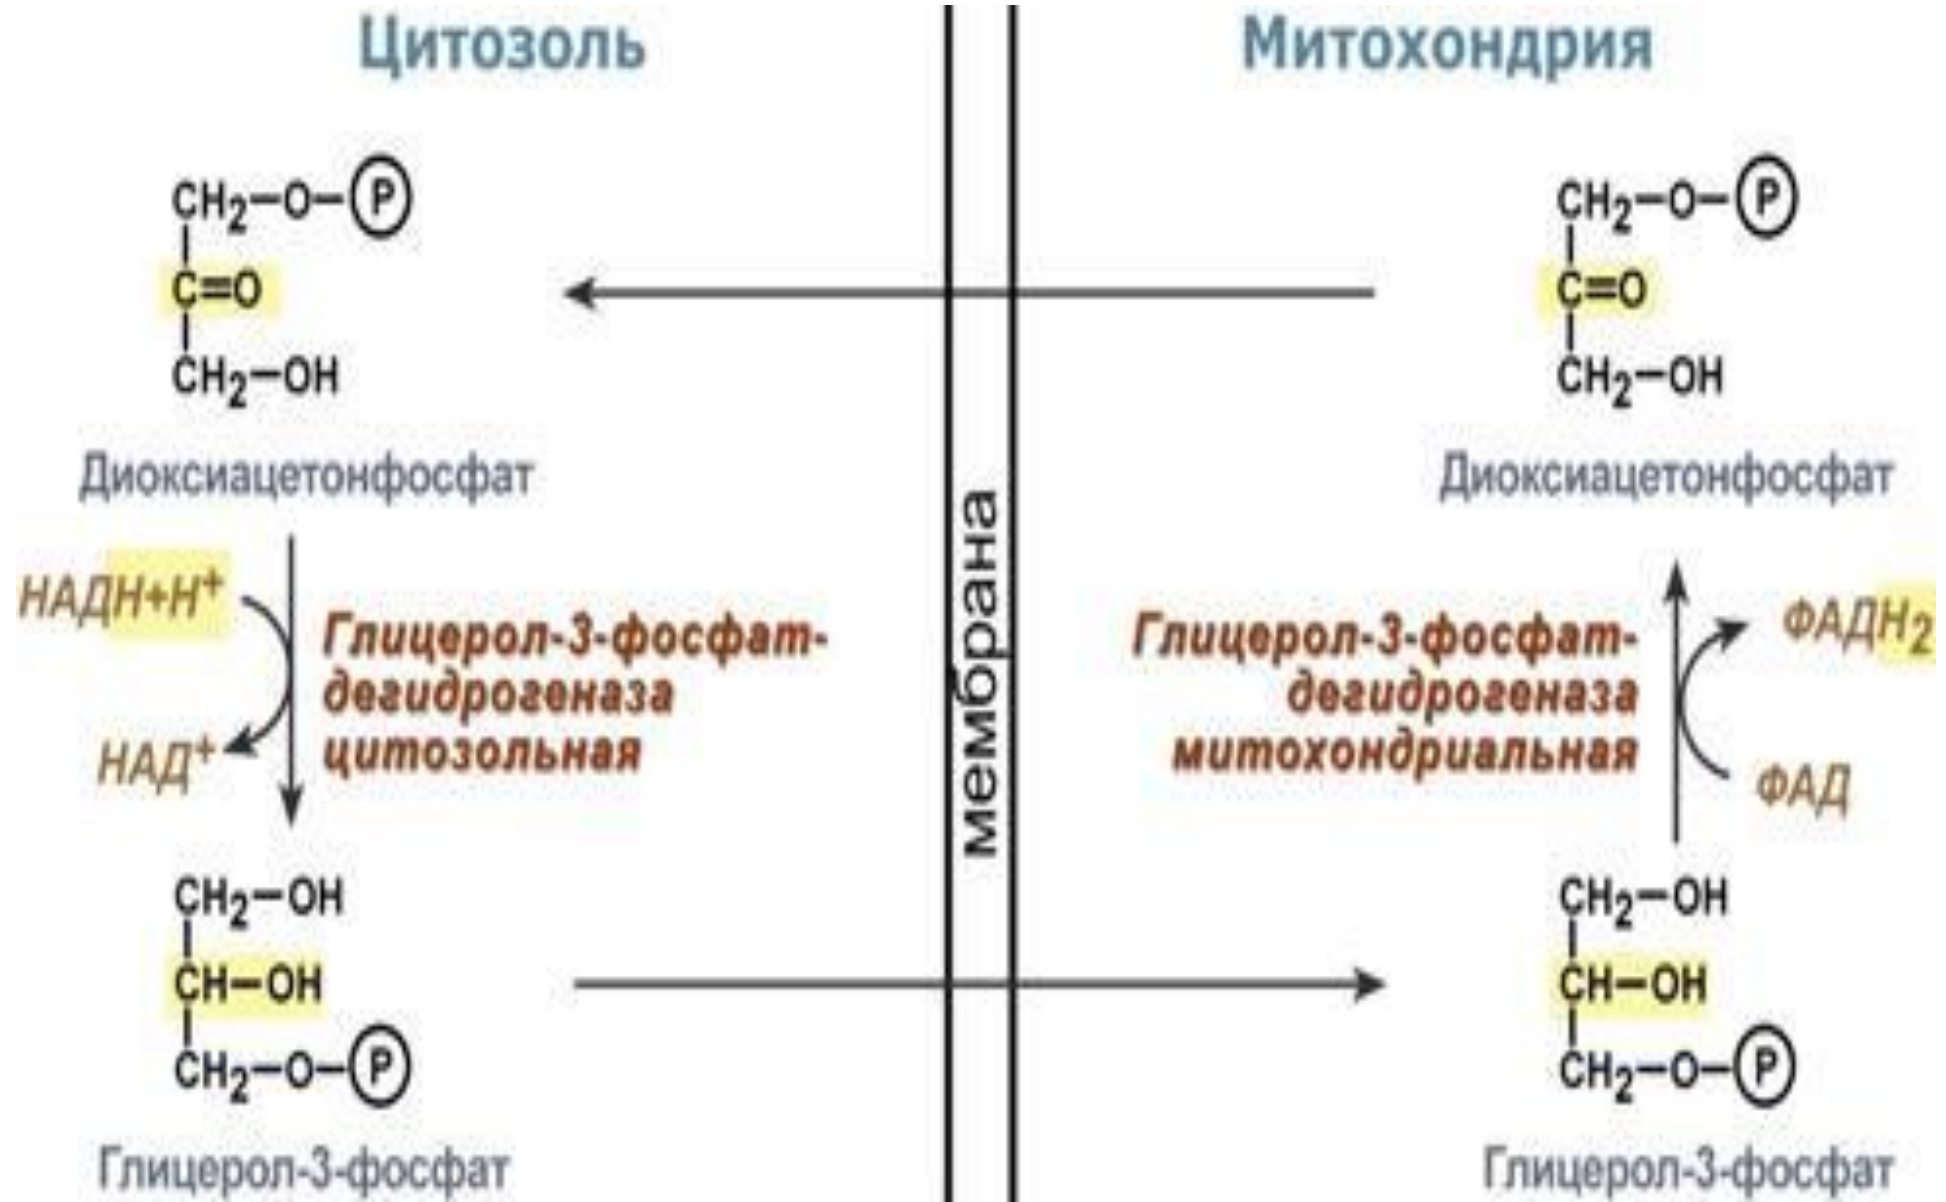 Цитозоль
Митохондрия
CH₂–O–(P)
C=O
CH₂–OH
Диоксиацетонфосфат
CH₂–O–(P)
C=O
CH₂–OH
Диоксиацетонфосфат
НАДН+Н⁺
НАД⁺
Глицерол-3-фосфат-
дегидрогеназа
цитозольная
мембрана
Глицерол-3-фосфат-
дегидрогеназа
митохондриальная
ФАДН₂
ФАД
CH₂–OH
CH–OH
CH₂–O–(P)
Глицерол-3-фосфат
CH₂–OH
CH–OH
CH₂–O–(P)
Глицерол-3-фосфат